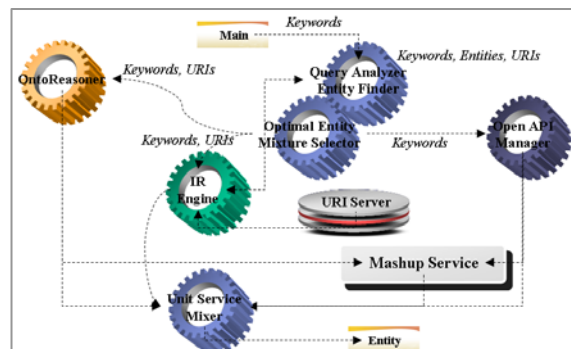 Keywords
Main
Keywords, Entities, URIs
Keywords, URIs
Query Analyzer
Entity Finder
OntoReasoner
Keywords, URIs
Optimal Entity
Mixture Selector
Keywords
Open API
Manager
IR
Engine
URI Server
Mashup Service
Unit Service
Mixer
Entity